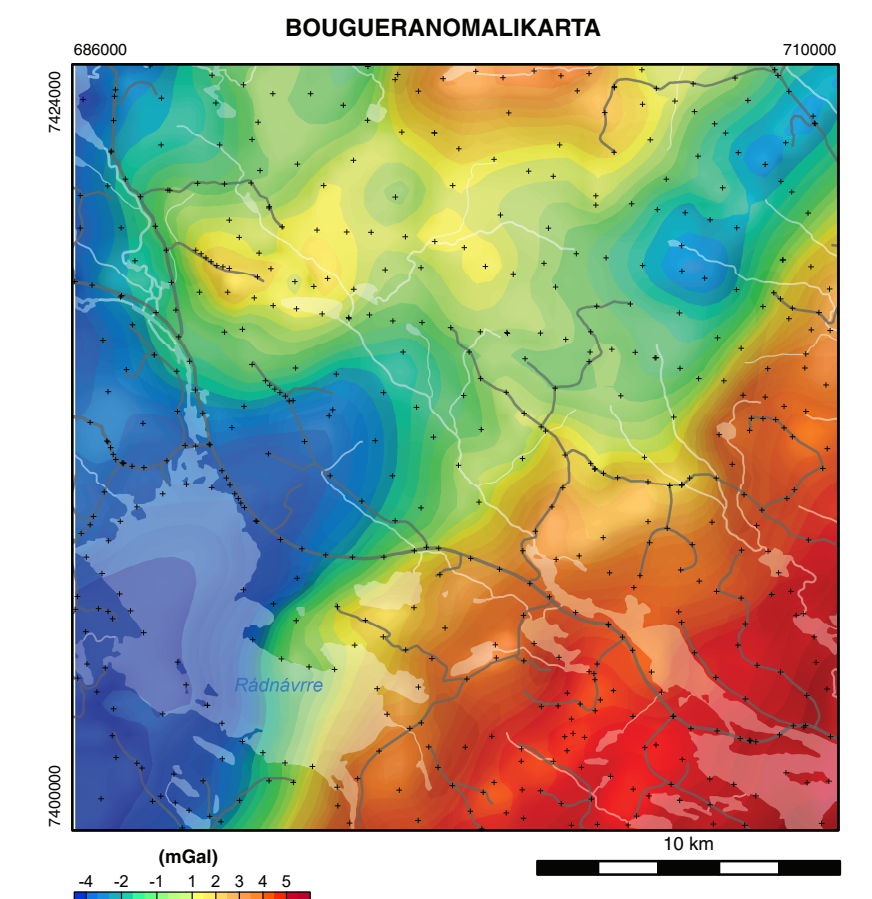 BOUGUERANOMALIKARTA
686000 710000
7424000
Rádnávrre
7400000
10 km
(mGal)
-4 -2 -1 1 2 3 4 5